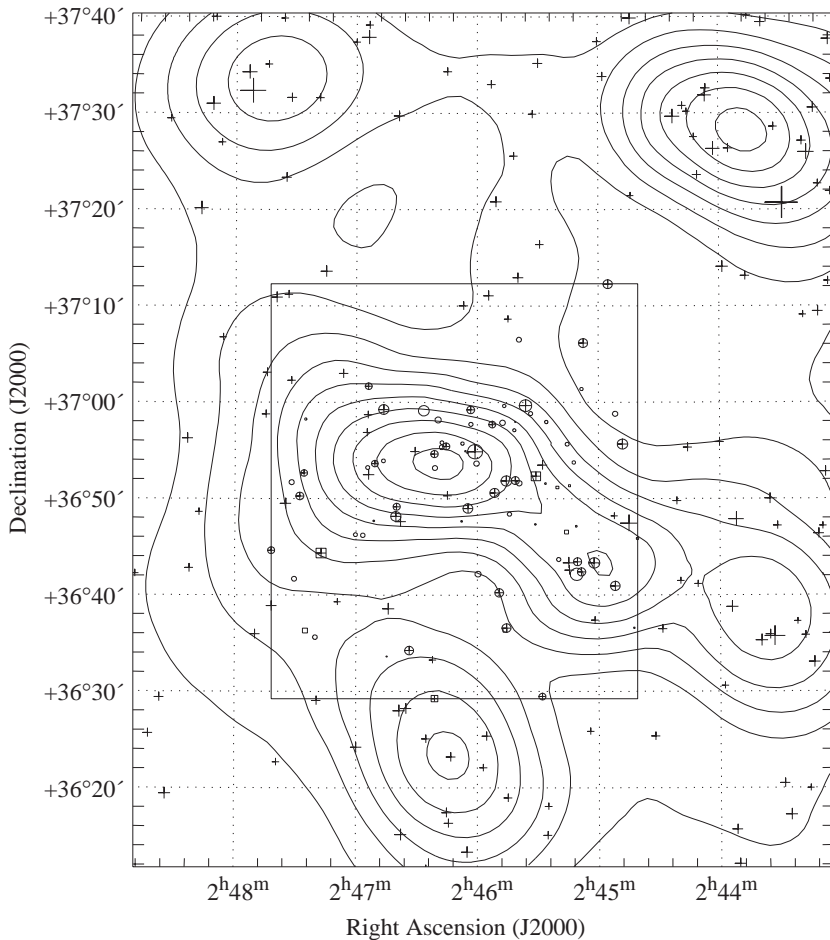 +37°40´
+37°30´
+37°20´
+37°10´
+37°00´
+36°50´
+36°40´
+36°30´
+36°20´
Declination (J2000)
2ʰ48ᵐ
2ʰ47ᵐ
2ʰ46ᵐ
2ʰ45ᵐ
2ʰ44ᵐ
Right Ascension (J2000)